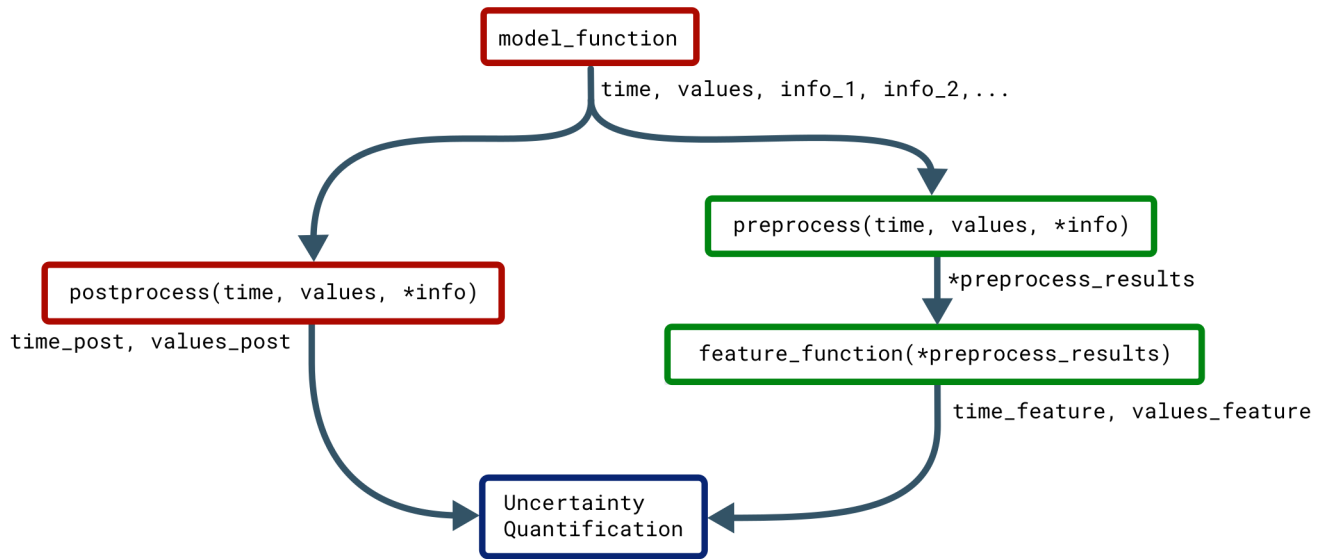 model_function
time, values, info_1, info_2,...
preprocess(time, values, *info)
*preprocess_results
postprocess(time, values, *info)
time_post, values_post
feature_function(*preprocess_results)
time_feature, values_feature
Uncertainty
Quantification